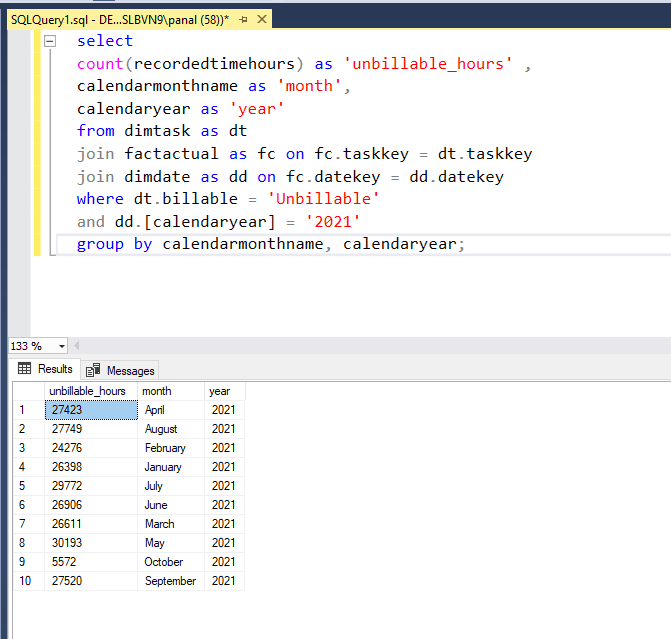 SQLQuery1.sql - DE...SLBVN9\panal (58))*
select
count(recordedtimehours) as 'unbillable_hours' ,
calendarmonthname as 'month',
calendaryear as 'year'
from dimtask as dt
join factactual as fc on fc.taskkey = dt.taskkey
join dimdate as dd on fc.datekey = dd.datekey
where dt.billable = 'Unbillable'
and dd.[calendaryear] = '2021'
group by calendarmonthname, calendaryear;
133 %
Results Messages
unbillable_hours month year
1 27423 April 2021
2 27749 August 2021
3 24276 February 2021
4 26398 January 2021
5 29772 July 2021
6 26906 June 2021
7 26611 March 2021
8 30193 May 2021
9 5572 October 2021
10 27520 September 2021